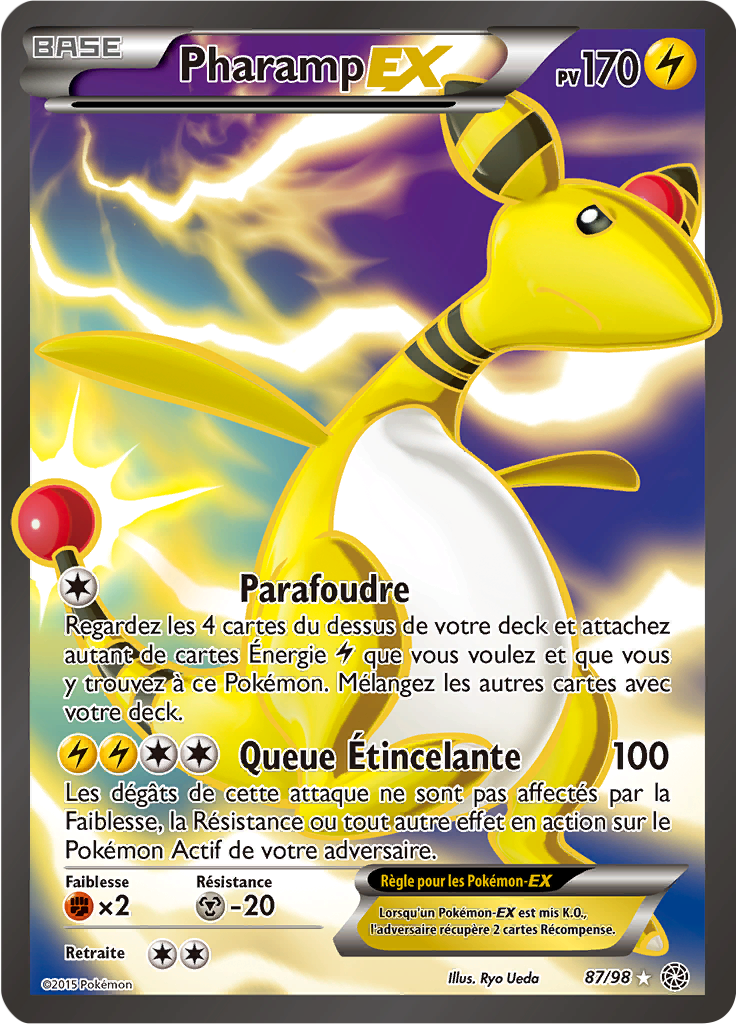 BASE
PharampEX
PV170
Parafoudre
Regardez les 4 cartes du dessus de votre deck et attachez
autant de cartes Énergie que vous voulez et que vous
y trouvez à ce Pokémon. Mélangez les autres cartes avec
votre deck.
Queue Étincelante 100
Les dégâts de cette attaque ne sont pas affectés par la
Faiblesse, la Résistance ou tout autre effet en action sur le
Pokémon Actif de votre adversaire.
Faiblesse
×2
Résistance
-20
Retraite
Règle pour les Pokémon-EX
Lorsqu'un Pokémon-EX est mis K.O.,
l'adversaire récupère 2 cartes Récompense.
©2015 Pokémon
Illus. Ryo Ueda
87/98 ★